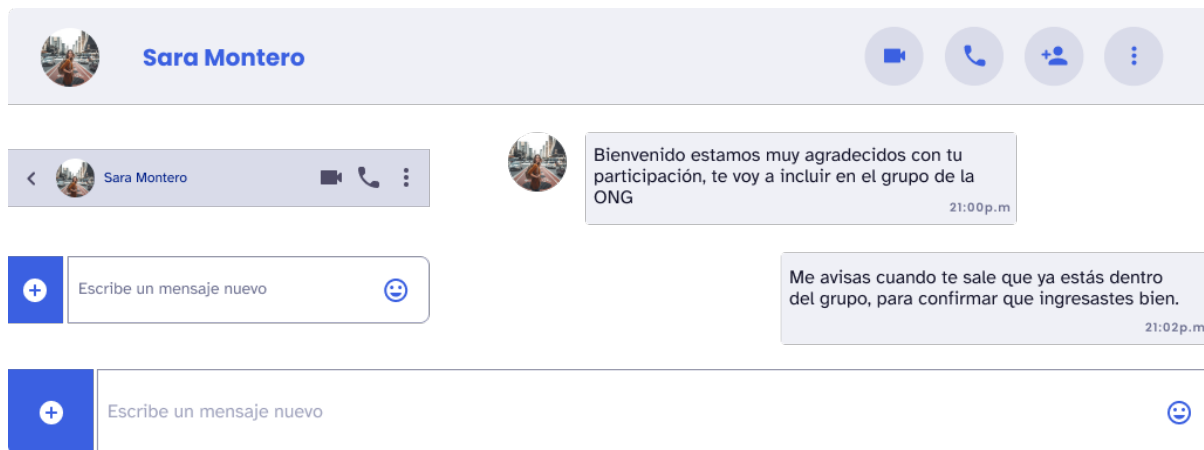 Sara Montero
Sara Montero
Bienvenido estamos muy agradecidos con tu
participación, te voy a incluir en el grupo de la
ONG
21:00p.m
Escribe un mensaje nuevo
Me avisas cuando te sale que ya estás dentro
del grupo, para confirmar que ingresastes bien.
21:02p.m
Escribe un mensaje nuevo